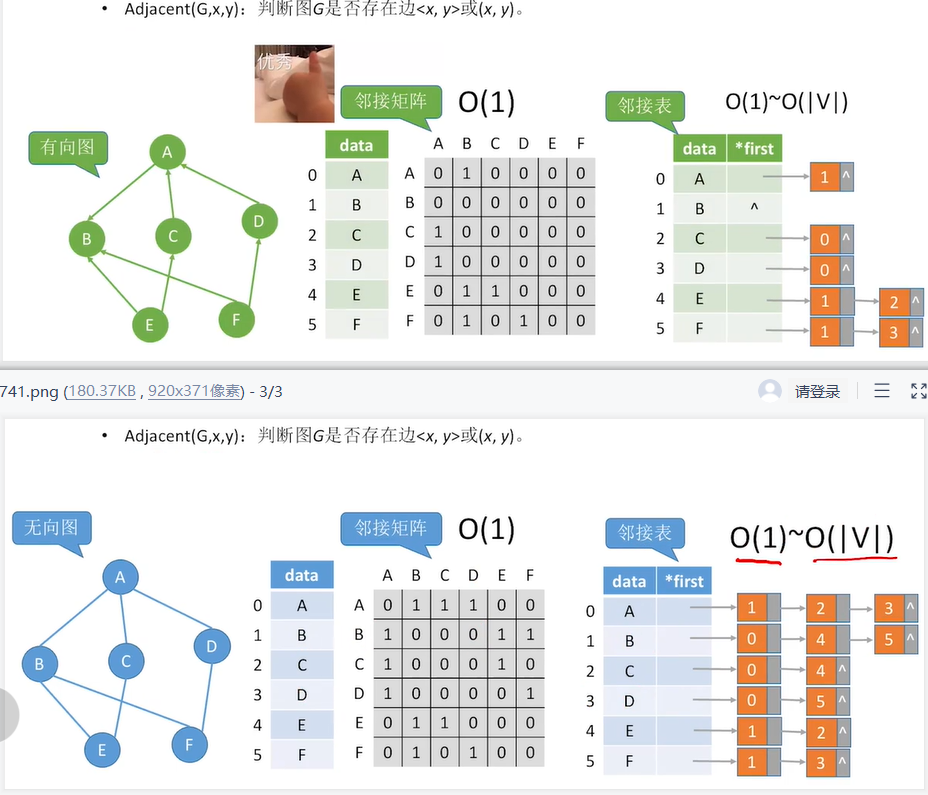 • Adjacent(G,x,y)：判断图G是否存在边<x, y>或(x, y)。
优秀
邻接矩阵 O(1)
邻接表 O(1)~O(|V|)
有向图
A
B
C
D
E
F
data
0 A
1 B
2 C
3 D
4 E
5 F
A B C D E F
A 0 1 0 0 0 0
B 0 0 0 0 0 0
C 1 0 0 0 0 0
D 1 0 0 0 0 0
E 0 1 1 0 0 0
F 0 1 0 1 0 0
data *first
0 A 1 ^
1 B ^
2 C 0 ^
3 D 0 ^
4 E 1 2 ^
5 F 1 3 ^
741.png (180.37KB , 920x371像素) - 3/3 请登录
• Adjacent(G,x,y)：判断图G是否存在边<x, y>或(x, y)。
无向图
邻接矩阵 O(1)
邻接表 O(1)~O(|V|)
A
B
C
D
E
F
data
0 A
1 B
2 C
3 D
4 E
5 F
A B C D E F
A 0 1 1 1 0 0
B 1 0 0 0 1 1
C 1 0 0 0 1 0
D 1 0 0 0 0 1
E 0 1 1 0 0 0
F 0 1 0 1 0 0
data *first
0 A 1 2 3 ^
1 B 0 4 5 ^
2 C 0 4 ^
3 D 0 5 ^
4 E 1 2 ^
5 F 1 3 ^